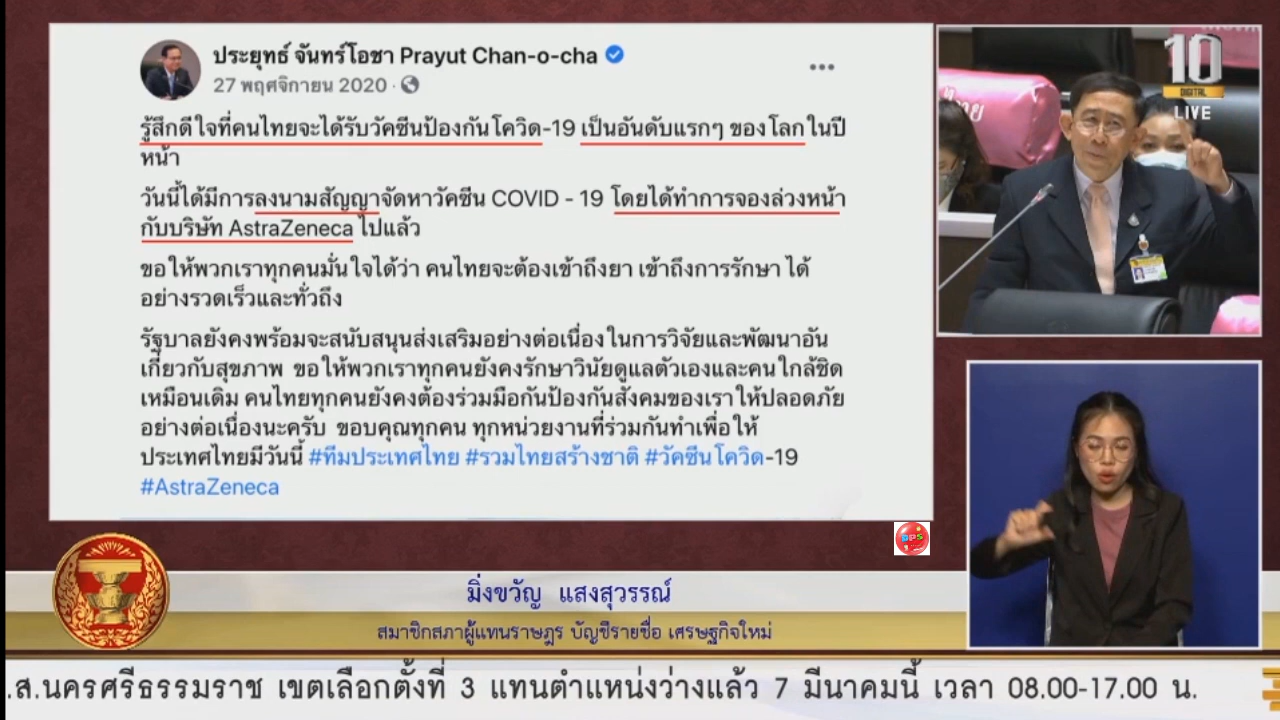 ประยุทธ์ จันทร์โอชา Prayut Chan-o-cha
27 พฤศจิกายน 2020 ·
รู้สึกดีใจที่คนไทยจะได้รับวัคซีนป้องกันโควิด-19 เป็นอันดับแรกๆ ของโลกในปี
หน้า
วันนี้ได้มีการลงนามสัญญาจัดหาวัคซีน COVID - 19 โดยได้ทำการจองล่วงหน้า
กับบริษัท AstraZeneca ไปแล้ว
ขอให้พวกเราทุกคนมั่นใจได้ว่า คนไทยจะต้องเข้าถึงยา เข้าถึงการรักษา ได้
อย่างรวดเร็วและทั่วถึง
รัฐบาลยังคงพร้อมจะสนับสนุนส่งเสริมอย่างต่อเนื่องในการวิจัยและพัฒนาอัน
เกี่ยวกับสุขภาพ ขอให้พวกเราทุกคนยังคงรักษาวินัยดูแลตัวเองและคนใกล้ชิด
เหมือนเดิม คนไทยทุกคนยังคงต้องร่วมมือกันป้องกันสังคมของเราให้ปลอดภัย
อย่างต่อเนื่องนะครับ ขอบคุณทุกคน ทุกหน่วยงานที่ร่วมกันทำเพื่อให้
ประเทศไทยมีวันนี้ #ทีมประเทศไทย #รวมไทยสร้างชาติ #วัคซีนโควิด-19
#AstraZeneca
10
DIGITAL
LIVE
DPS
มิ่งขวัญ แสงสุวรรณ์
สมาชิกสภาผู้แทนราษฎร บัญชีรายชื่อ เศรษฐกิจใหม่
.ส.นครศรีธรรมราช เขตเลือกตั้งที่ 3 แทนตำแหน่งว่างแล้ว 7 มีนาคมนี้ เวลา 08.00-17.00 น.